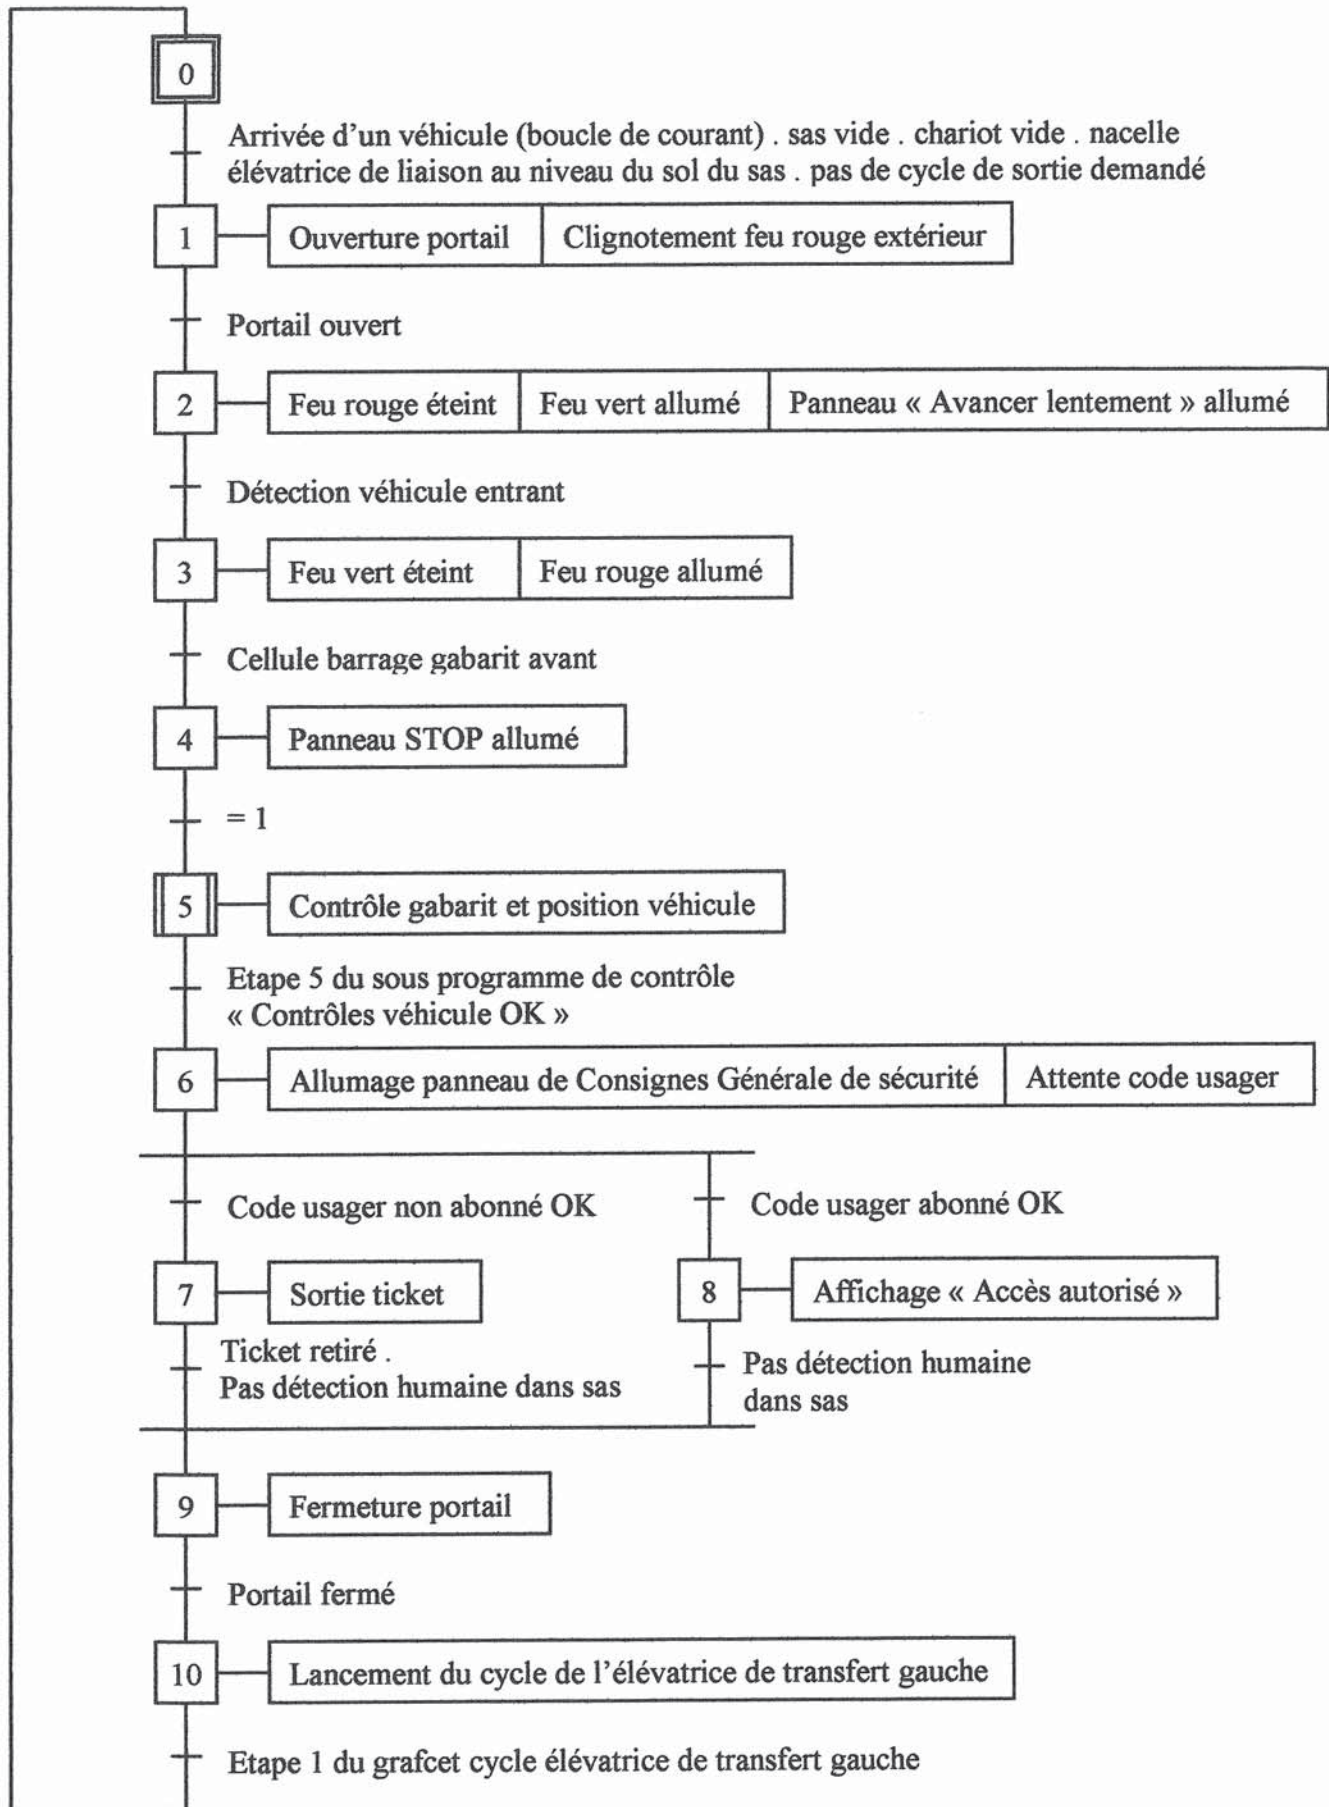 0
Arrivée d'un véhicule (boucle de courant) . sas vide . chariot vide . nacelle
élévatrice de liaison au niveau du sol du sas . pas de cycle de sortie demandé
1 Ouverture portail Clignotement feu rouge extérieur
Portail ouvert
2 Feu rouge éteint Feu vert allumé Panneau « Avancer lentement » allumé
Détection véhicule entrant
3 Feu vert éteint Feu rouge allumé
Cellule barrage gabarit avant
4 Panneau STOP allumé
= 1
5 Contrôle gabarit et position véhicule
Etape 5 du sous programme de contrôle
« Contrôles véhicule OK »
6 Allumage panneau de Consignes Générale de sécurité Attente code usager
Code usager non abonné OK Code usager abonné OK
7 Sortie ticket 8 Affichage « Accès autorisé »
Ticket retiré .
Pas détection humaine dans sas
Pas détection humaine
dans sas
9 Fermeture portail
Portail fermé
10 Lancement du cycle de l'élévatrice de transfert gauche
Etape 1 du grafcet cycle élévatrice de transfert gauche